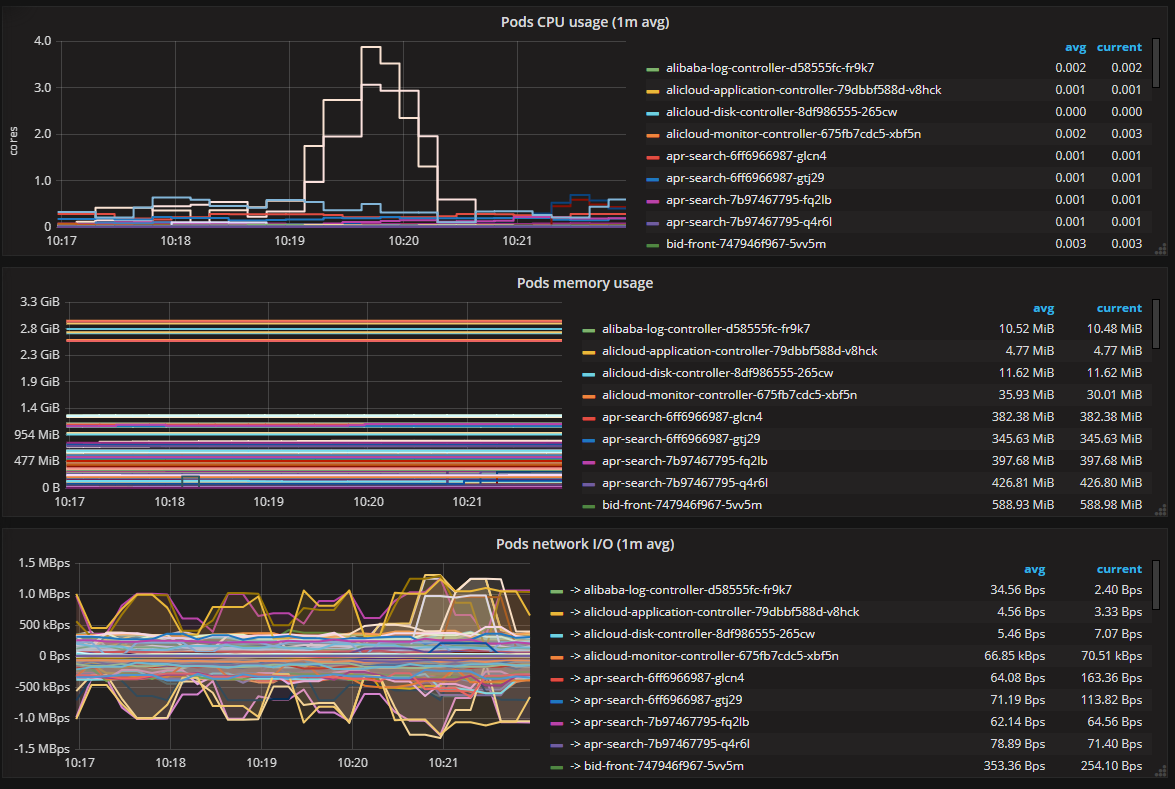 Pods CPU usage (1m avg)
4.0
3.0
2.0
1.0
0
cores
10:17 10:18 10:19 10:20 10:21
avg current
alibaba-log-controller-d58555fc-fr9k7 0.002 0.002
alicloud-application-controller-79dbbf588d-v8hck 0.001 0.001
alicloud-disk-controller-8df986555-265cw 0.000 0.000
alicloud-monitor-controller-675fb7cdc5-xbf5n 0.002 0.003
apr-search-6ff6966987-glcn4 0.001 0.001
apr-search-6ff6966987-gtj29 0.001 0.001
apr-search-7b97467795-fq2lb 0.001 0.001
apr-search-7b97467795-q4r6l 0.001 0.001
bid-front-747946f967-5vv5m 0.003 0.003
Pods memory usage
3.3 GiB
2.8 GiB
2.3 GiB
1.9 GiB
1.4 GiB
954 MiB
477 MiB
0 B
10:17 10:18 10:19 10:20 10:21
avg current
alibaba-log-controller-d58555fc-fr9k7 10.52 MiB 10.48 MiB
alicloud-application-controller-79dbbf588d-v8hck 4.77 MiB 4.77 MiB
alicloud-disk-controller-8df986555-265cw 11.62 MiB 11.62 MiB
alicloud-monitor-controller-675fb7cdc5-xbf5n 35.93 MiB 30.01 MiB
apr-search-6ff6966987-glcn4 382.38 MiB 382.38 MiB
apr-search-6ff6966987-gtj29 345.63 MiB 345.63 MiB
apr-search-7b97467795-fq2lb 397.68 MiB 397.68 MiB
apr-search-7b97467795-q4r6l 426.81 MiB 426.80 MiB
bid-front-747946f967-5vv5m 588.93 MiB 588.98 MiB
Pods network I/O (1m avg)
1.5 MBps
1.0 MBps
500 kBps
0 Bps
-500 kBps
-1.0 MBps
-1.5 MBps
10:17 10:18 10:19 10:20 10:21
avg current
-> alibaba-log-controller-d58555fc-fr9k7 34.56 Bps 2.40 Bps
-> alicloud-application-controller-79dbbf588d-v8hck 4.56 Bps 3.33 Bps
-> alicloud-disk-controller-8df986555-265cw 5.46 Bps 7.07 Bps
-> alicloud-monitor-controller-675fb7cdc5-xbf5n 66.85 kBps 70.51 kBps
-> apr-search-6ff6966987-glcn4 64.08 Bps 163.36 Bps
-> apr-search-6ff6966987-gtj29 71.19 Bps 113.82 Bps
-> apr-search-7b97467795-fq2lb 62.14 Bps 64.56 Bps
-> apr-search-7b97467795-q4r6l 78.89 Bps 71.40 Bps
-> bid-front-747946f967-5vv5m 353.36 Bps 254.10 Bps